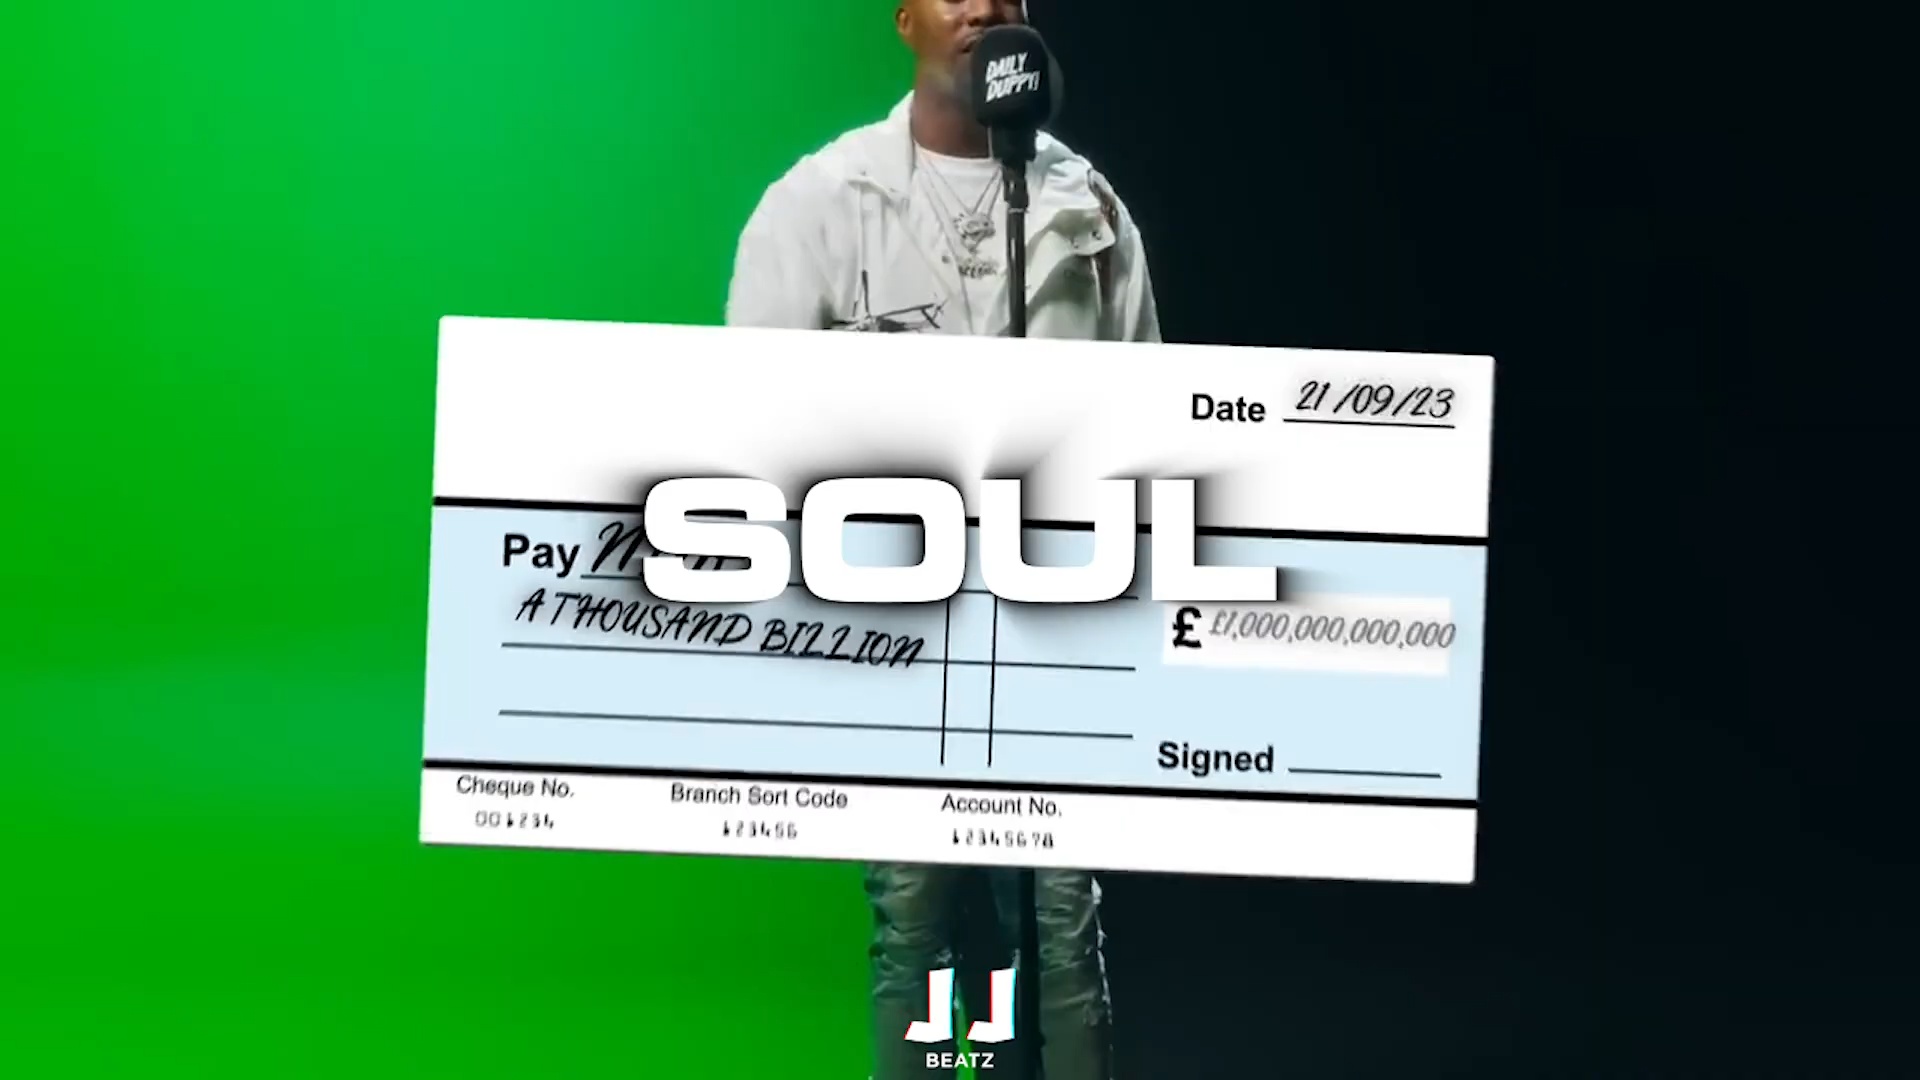 DAILY
DUPPY!
Date 21/09/23
SOUL
Pay
A THOUSAND BILLION
£ £1,000,000,000,000
Signed
Cheque No. Branch Sort Code Account No.
001234 123456 12345678
JJ
BEATZ